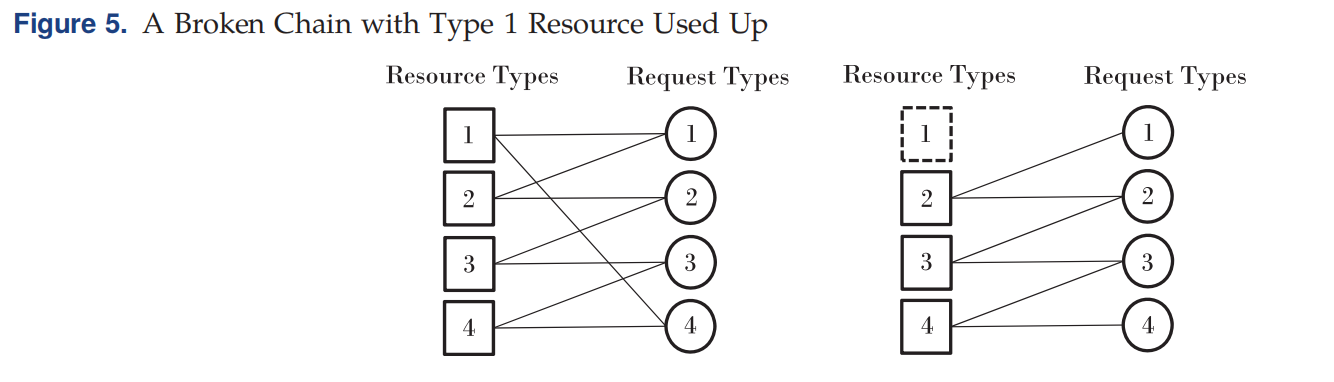 Figure 5. A Broken Chain with Type 1 Resource Used Up
Resource Types Request Types Resource Types Request Types
1 1 1 1
2 2 2 2
3 3 3 3
4 4 4 4